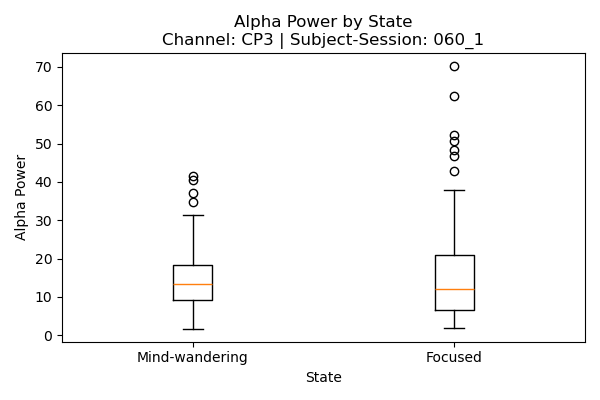 Alpha Power by State
Channel: CP3 | Subject-Session: 060_1
Alpha Power
70
60
50
40
30
20
10
0
Mind-wandering
Focused
State